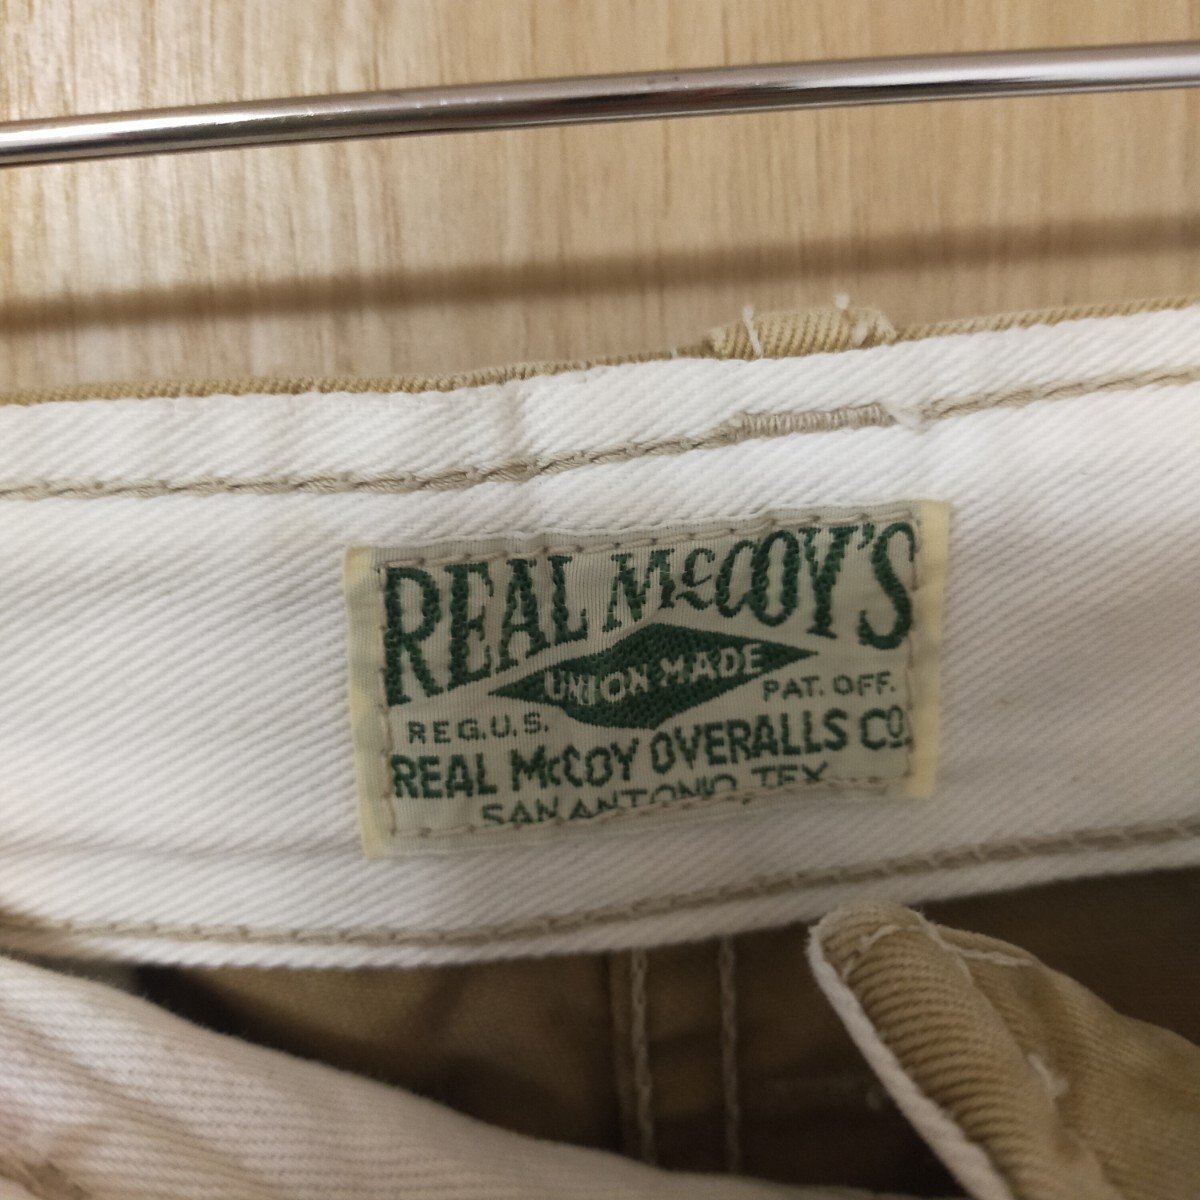 REAL McCOY'S
UNION MADE
REG.U.S. PAT. OFF.
REAL McCOY OVERALLS Co.
SAN ANTONIO, TEX.